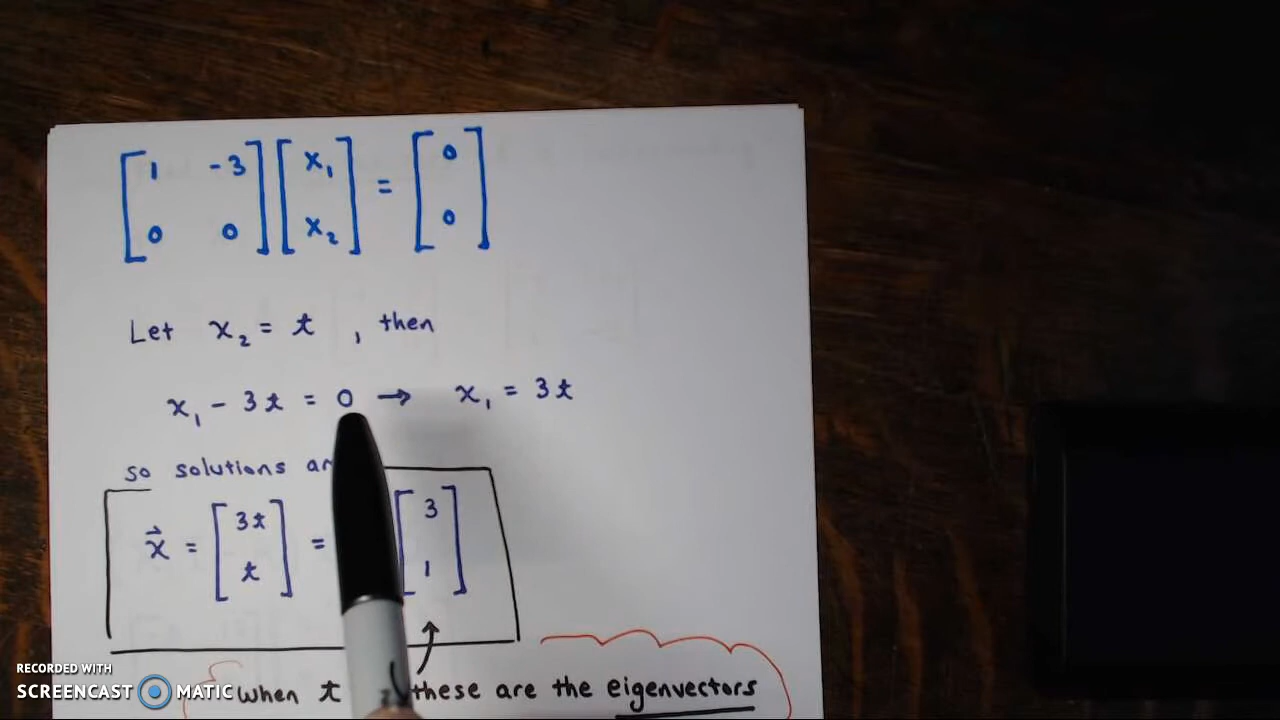 [1 -3] [x₁] = [0]
[0 0] [x₂] [0]
Let x₂ = t , then
x₁ - 3t = 0 → x₁ = 3t
so solutions
x⃗ = [3t] = [3]
[t] [1]
when t these are the eigenvectors
RECORDED WITH
SCREENCAST MATIC